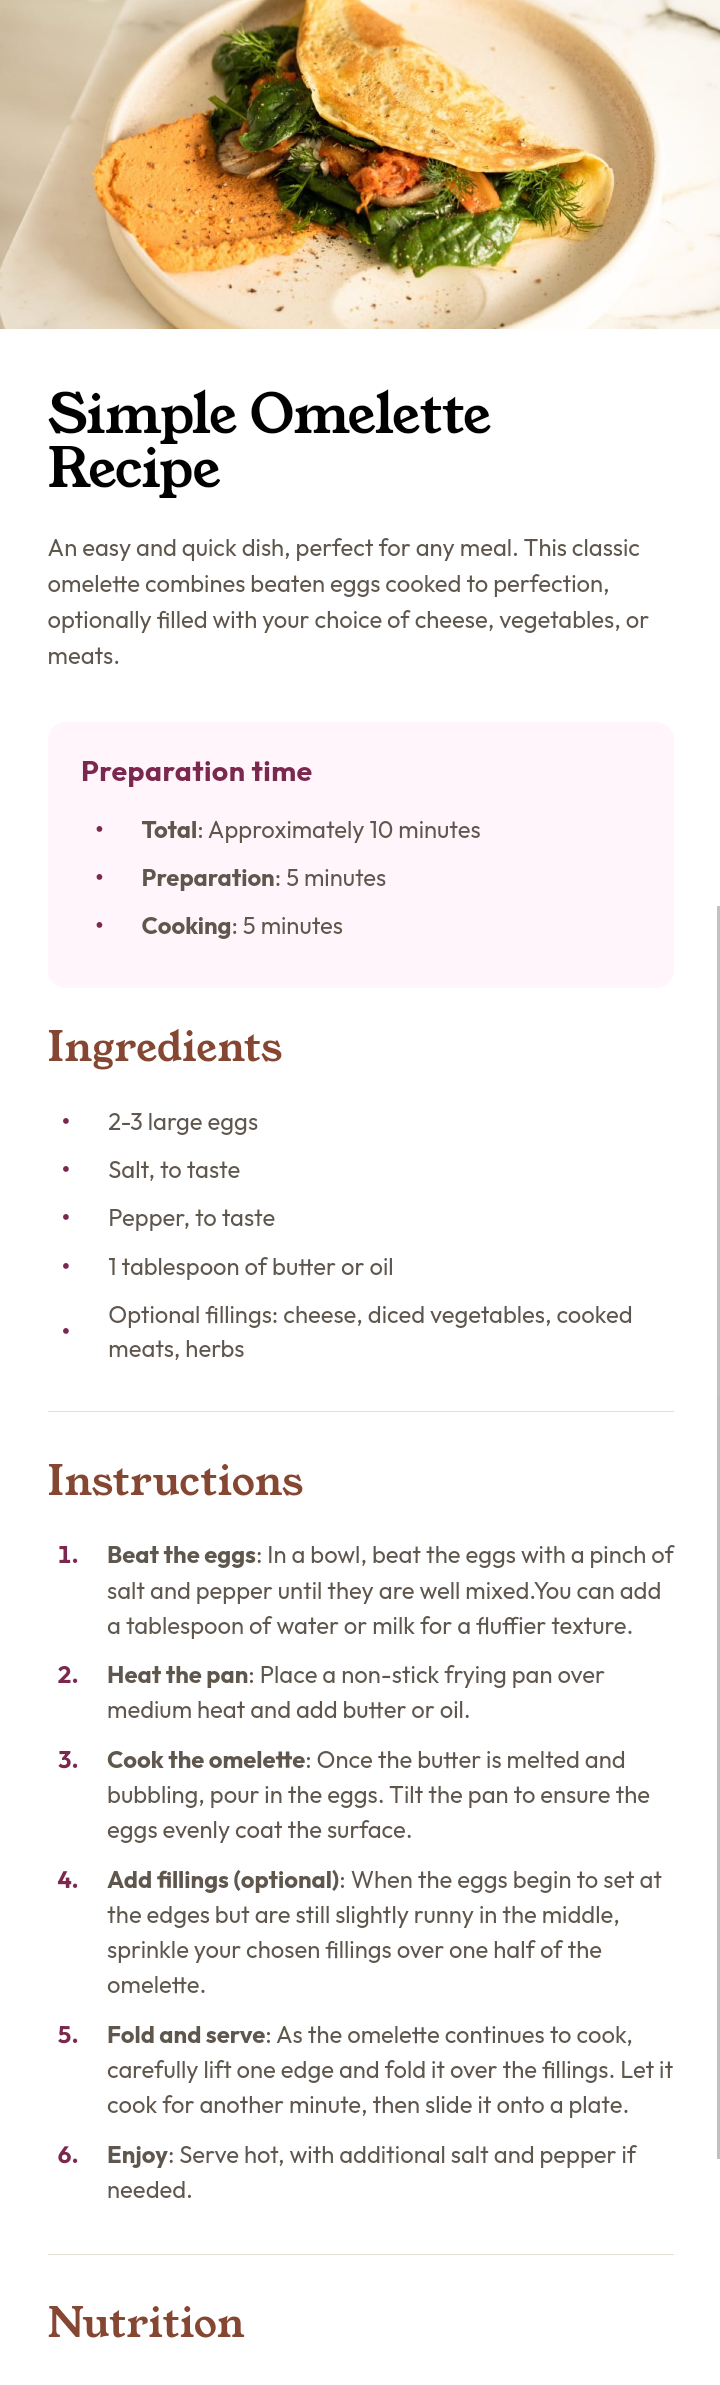 Simple Omelette
Recipe
An easy and quick dish, perfect for any meal. This classic
omelette combines beaten eggs cooked to perfection,
optionally filled with your choice of cheese, vegetables, or
meats.
Preparation time
• Total: Approximately 10 minutes
• Preparation: 5 minutes
• Cooking: 5 minutes
Ingredients
• 2-3 large eggs
• Salt, to taste
• Pepper, to taste
• 1 tablespoon of butter or oil
• Optional fillings: cheese, diced vegetables, cooked
meats, herbs
Instructions
1. Beat the eggs: In a bowl, beat the eggs with a pinch of
salt and pepper until they are well mixed.You can add
a tablespoon of water or milk for a fluffier texture.
2. Heat the pan: Place a non-stick frying pan over
medium heat and add butter or oil.
3. Cook the omelette: Once the butter is melted and
bubbling, pour in the eggs. Tilt the pan to ensure the
eggs evenly coat the surface.
4. Add fillings (optional): When the eggs begin to set at
the edges but are still slightly runny in the middle,
sprinkle your chosen fillings over one half of the
omelette.
5. Fold and serve: As the omelette continues to cook,
carefully lift one edge and fold it over the fillings. Let it
cook for another minute, then slide it onto a plate.
6. Enjoy: Serve hot, with additional salt and pepper if
needed.
Nutrition